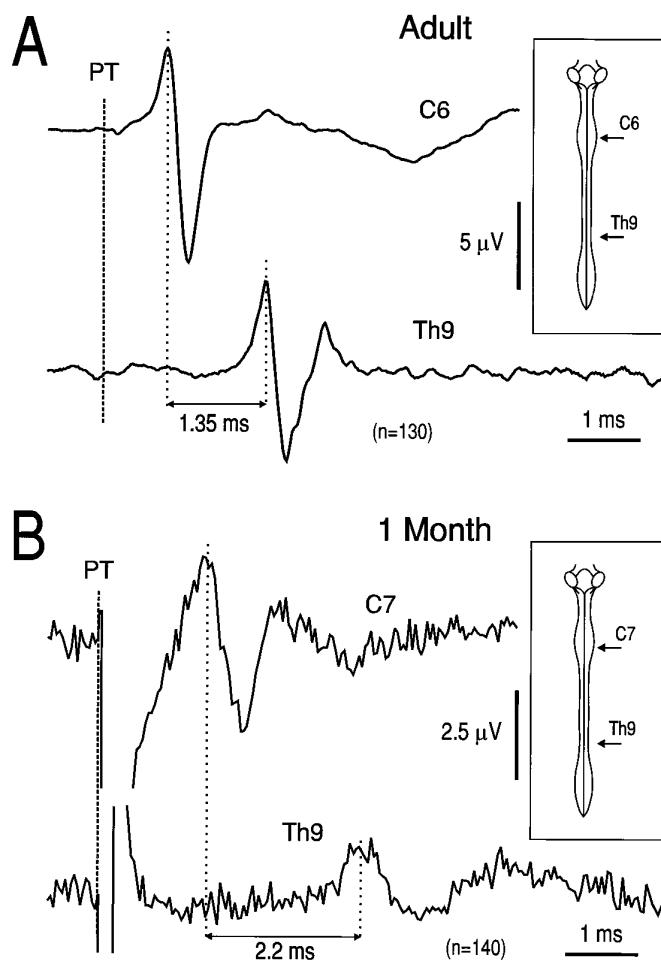 A
Adult
PT
C6
C6
Th9
5 μV
Th9
1.35 ms
(n=130)
1 ms
B
1 Month
PT
C7
C7
2.5 μV
Th9
Th9
2.2 ms
(n=140)
1 ms